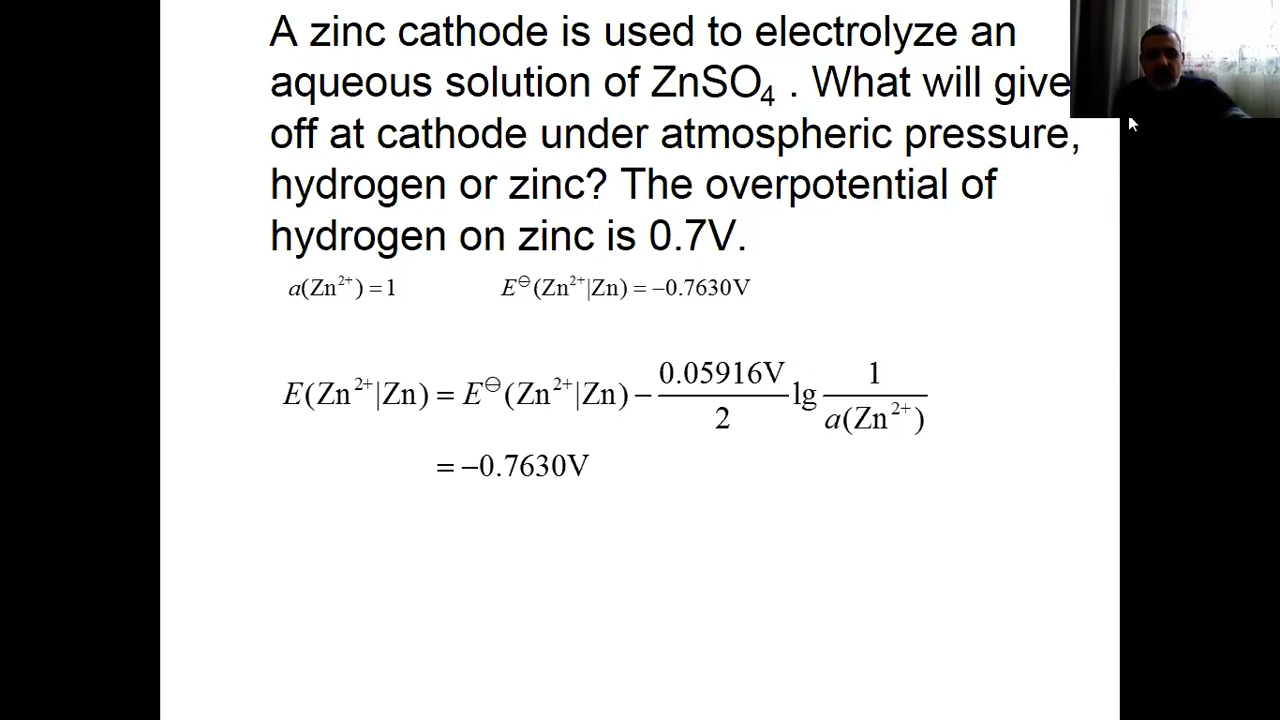 A zinc cathode is used to electrolyze an
aqueous solution of ZnSO₄ . What will give
off at cathode under atmospheric pressure,
hydrogen or zinc? The overpotential of
hydrogen on zinc is 0.7V.
a(Zn²⁺) = 1 E⊖(Zn²⁺|Zn) = −0.7630V
E(Zn²⁺|Zn) = E⊖(Zn²⁺|Zn) − 0.05916V/2 lg 1/a(Zn²⁺)
= −0.7630V